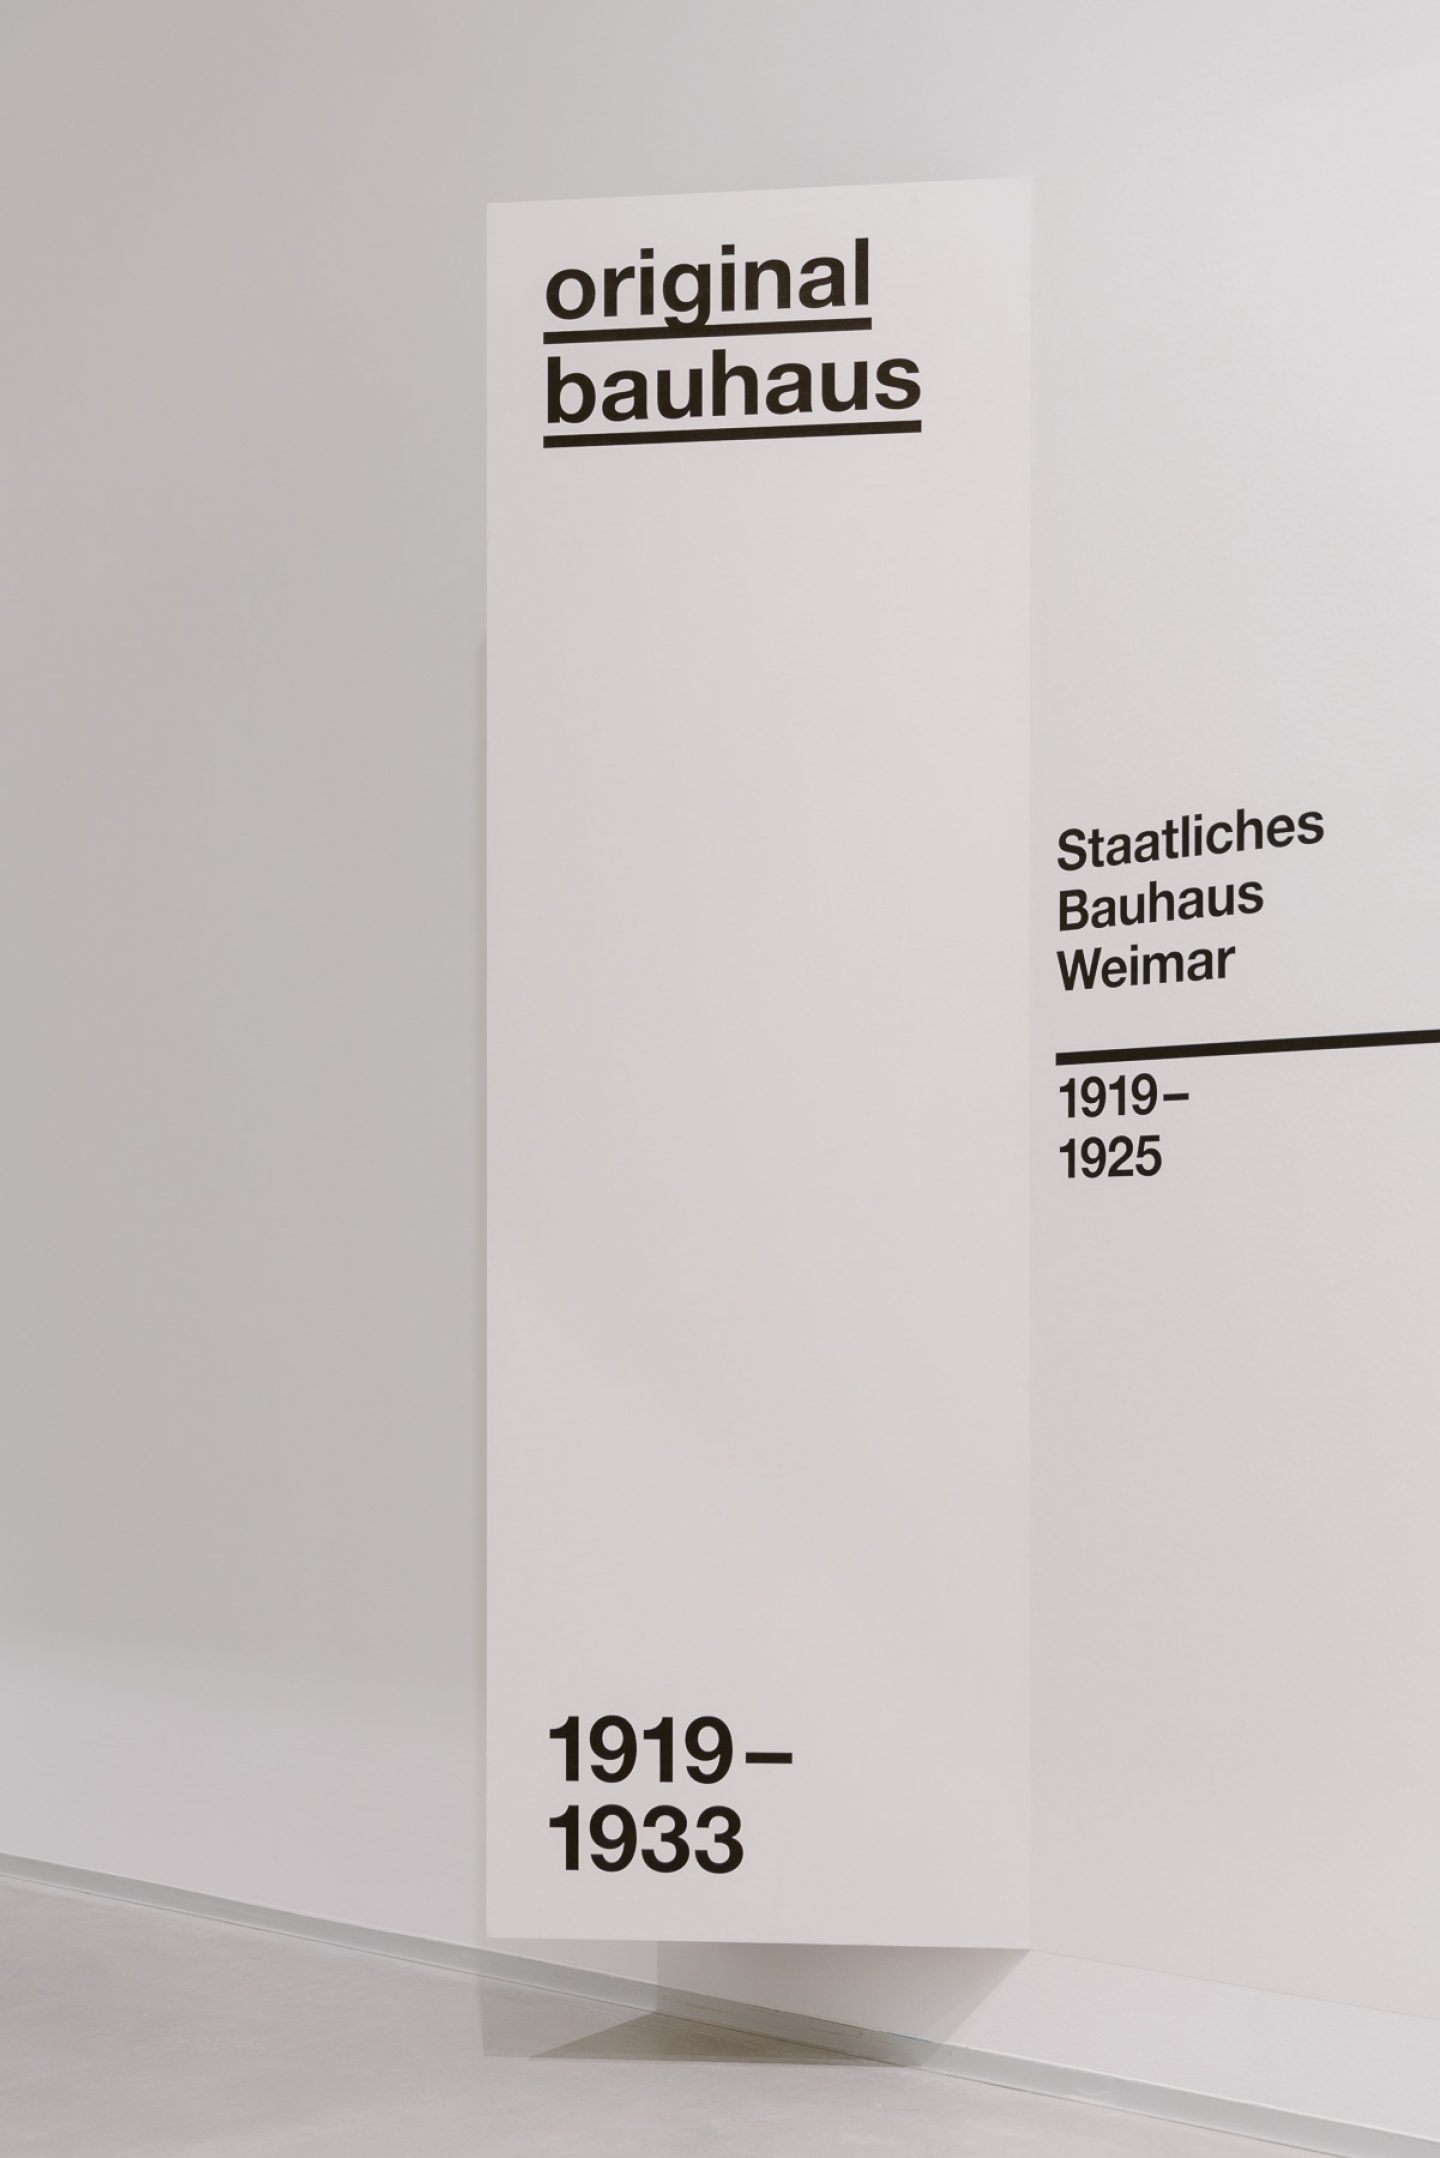 original
bauhaus
Staatliches
Bauhaus
Weimar
1919–
1925
1919–
1933